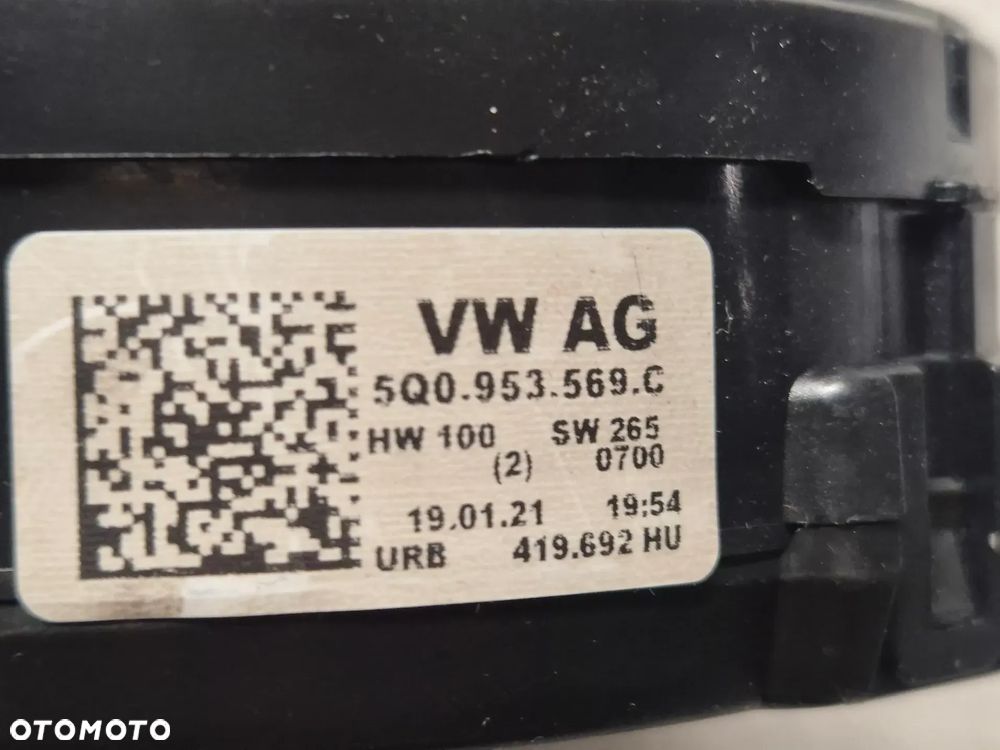 VW AG
5Q0.953.569.C
HW 100 SW 265
(2) 0700
19.01.21 19:54
URB 419.692 HU
OTOMOTO